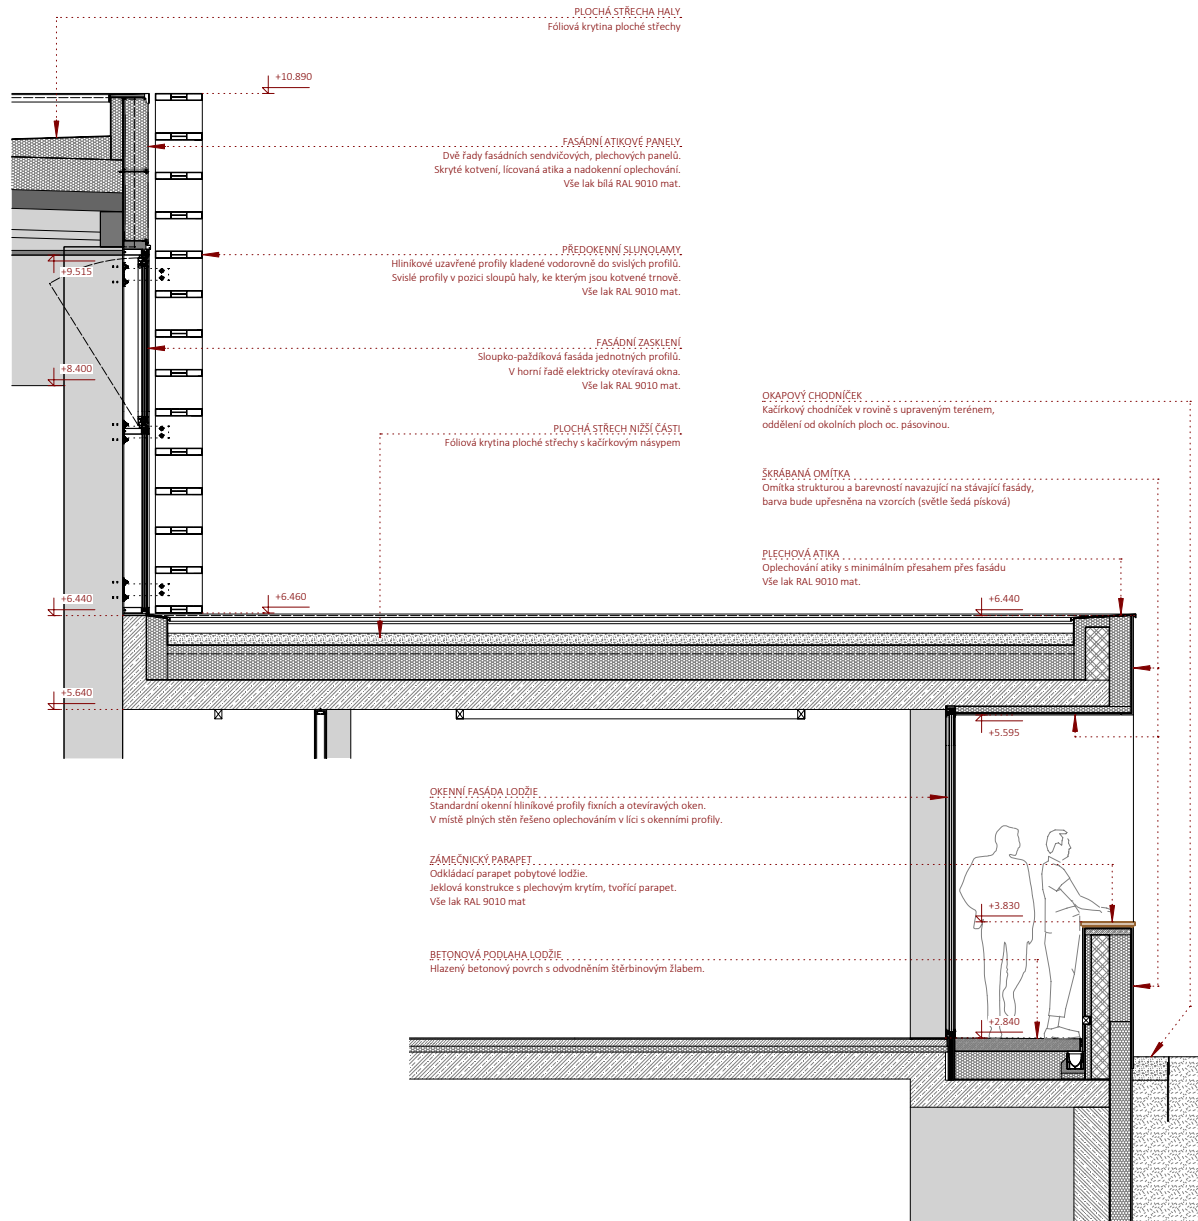 PLOCHÁ STŘECHA HALY
Fóliová krytina ploché střechy
+10.890
FASÁDNÍ ATIKOVÉ PANELY
Dvě řady fasádních sendvičových, plechových panelů.
Skryté kotvení, lícovaná atika a nadokenní oplechování.
Vše lak bílá RAL 9010 mat.
PŘEDOKENNÍ SLUNOLAMY
Hliníkové uzavřené profily kladené vodorovně do svislých profilů.
Svislé profily v pozici sloupů haly, ke kterým jsou kotvené trnově.
Vše lak RAL 9010 mat.
+9.515
FASÁDNÍ ZASKLENÍ
Sloupko-paždíková fasáda jednotných profilů.
V horní řadě elektricky otevíravá okna.
Vše lak RAL 9010 mat.
+8.400
OKAPOVÝ CHODNÍČEK
Kačírkový chodníček v rovině s upraveným terénem,
oddělení od okolních ploch oc. pásovinou.
PLOCHÁ STŘECH NIŽŠÍ ČÁSTI
Fóliová krytina ploché střechy s kačírkovým násypem
ŠKRÁBANÁ OMÍTKA
Omítka strukturou a barevností navazující na stávající fasády,
barva bude upřesněna na vzorcích (světle šedá písková)
PLECHOVÁ ATIKA
Oplechování atiky s minimálním přesahem přes fasádu
Vše lak RAL 9010 mat.
+6.440
+6.460
+6.440
+5.640
+5.595
OKENNÍ FASÁDA LODŽIE
Standardní okenní hliníkové profily fixních a otevíravých oken.
V místě plných stěn řešeno oplechováním v líci s okenními profily.
ZÁMEČNICKÝ PARAPET
Odkládací parapet pobytové lodžie.
Jeklová konstrukce s plechovým krytím, tvořící parapet.
Vše lak RAL 9010 mat
+3.830
BETONOVÁ PODLAHA LODŽIE
Hlazený betonový povrch s odvodněním štěrbinovým žlabem.
+2.840